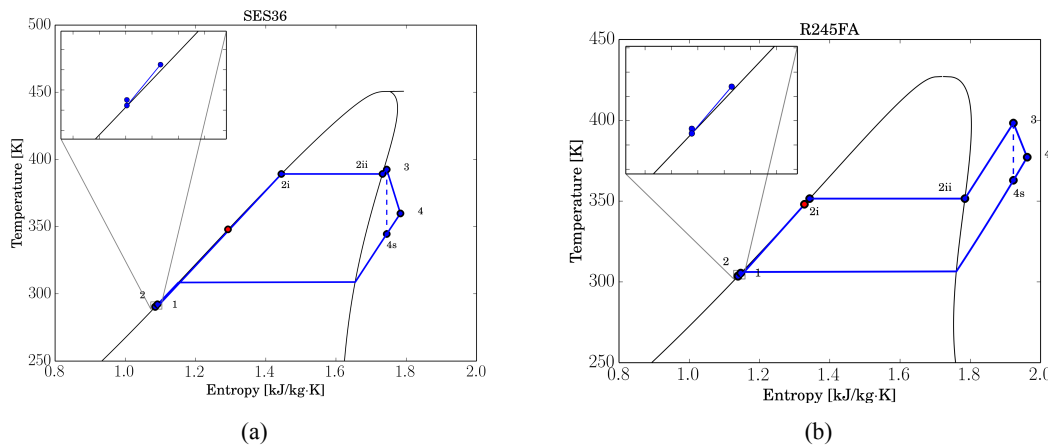 SES36
500
450
400
350
300
250
Temperature [K]
2i
2ii
3
4
4s
2
1
0.8 1.0 1.2 1.4 1.6 1.8 2.0
Entropy [kJ/kg·K]
(a)
R245FA
450
400
350
300
250
Temperature [K]
2i
2ii
3
4
4s
2
1
0.8 1.0 1.2 1.4 1.6 1.8 2.0
Entropy [kJ/kg·K]
(b)